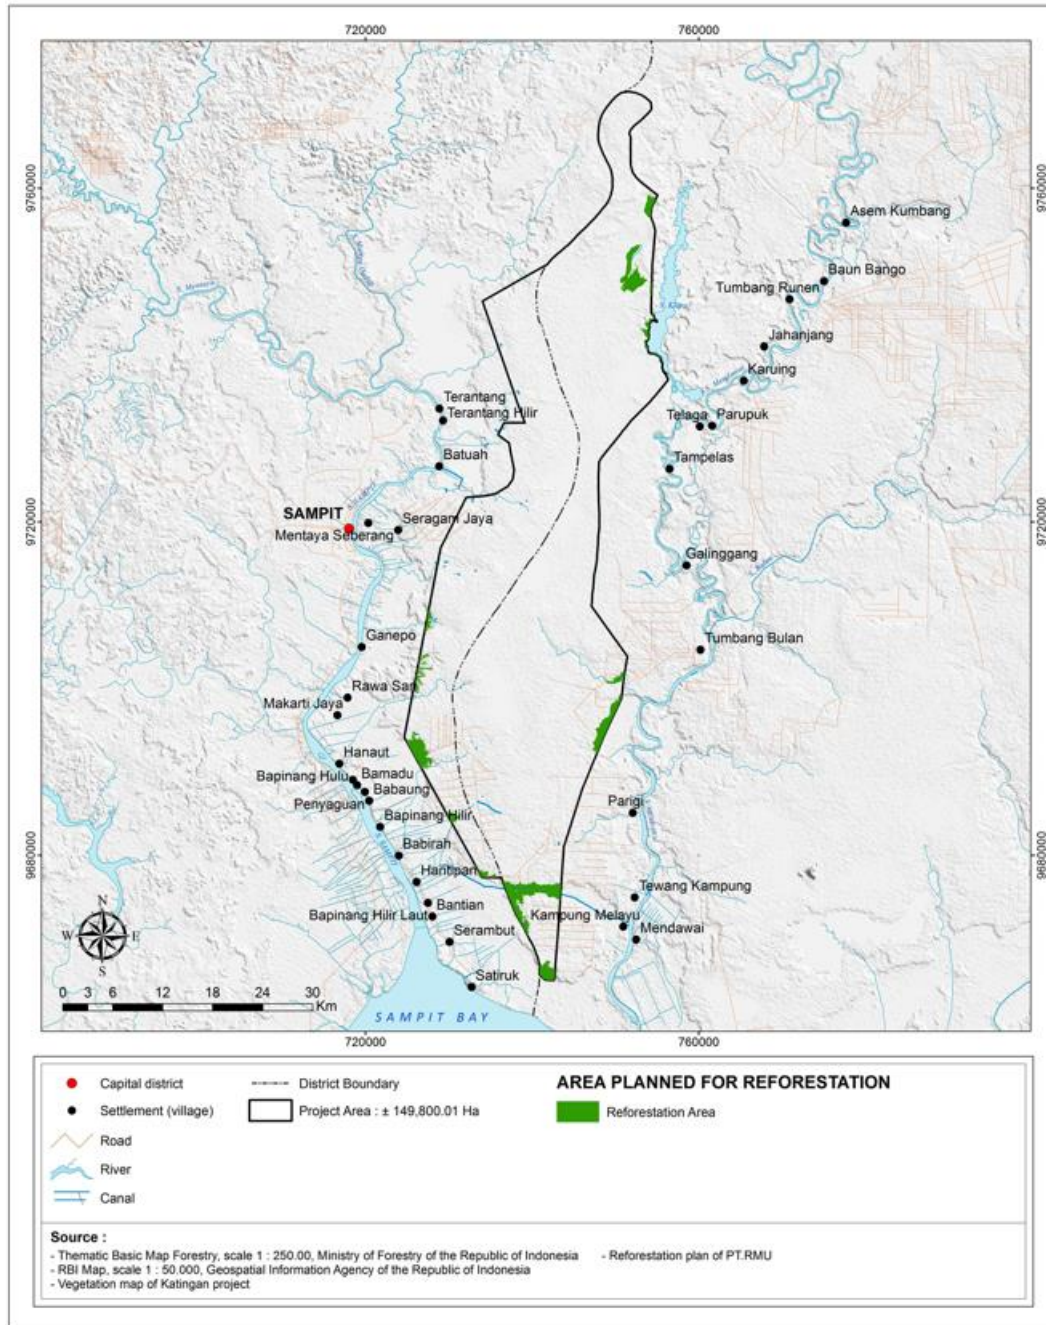 720000
760000
9760000
9760000
Asem Kumbang
Baun Bango
Tumbang Runen
Jahanjang
Karuing
Terantang
Terantang Hilir
Telaga
Parupuk
Batuah
Tampelas
SAMPIT
Seragam Jaya
9720000
9720000
Mentaya Seberang
Galinggang
Ganepo
Tumbang Bulan
Rawa Sari
Makarti Jaya
Hanaut
Bapinang Hulu
Bamadu
Babaung
Penyaguan
Parigi
Bapinang Hilir
9680000
9680000
Babirah
Hantipan
Tewang Kampung
Bantian
Bapinang Hilir Laut
Kampung Melayu
Serambut
Mendawai
N
W
E
S
Satiruk
0 3 6 12 18 24 30
Km
SAMPIT BAY
720000
760000
Capital district
District Boundary
AREA PLANNED FOR REFORESTATION
Settlement (village)
Project Area : ± 149,800.01 Ha
Reforestation Area
Road
River
Canal
Source :
- Thematic Basic Map Forestry, scale 1 : 250.00, Ministry of Forestry of the Republic of Indonesia
- Reforestation plan of PT.RMU
- RBI Map, scale 1 : 50.000, Geospatial Information Agency of the Republic of Indonesia
- Vegetation map of Katingan project